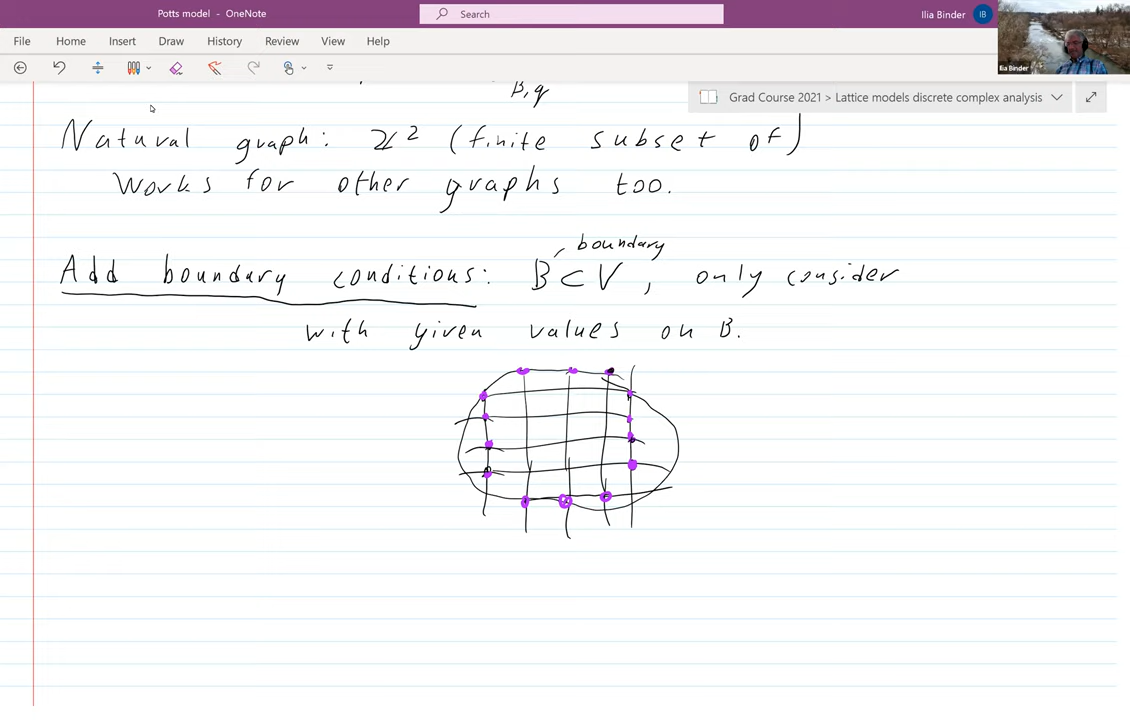 Potts model - OneNote
Search
Ilia Binder
IB
File Home Insert Draw History Review View Help
Ilia Binder
Grad Course 2021 > Lattice models discrete complex analysis
B, q
Natural graph: ℤ² (finite subset of)
Works for other graphs too.
boundary
Add boundary conditions: B ⊂ V, only consider
with given values on B.